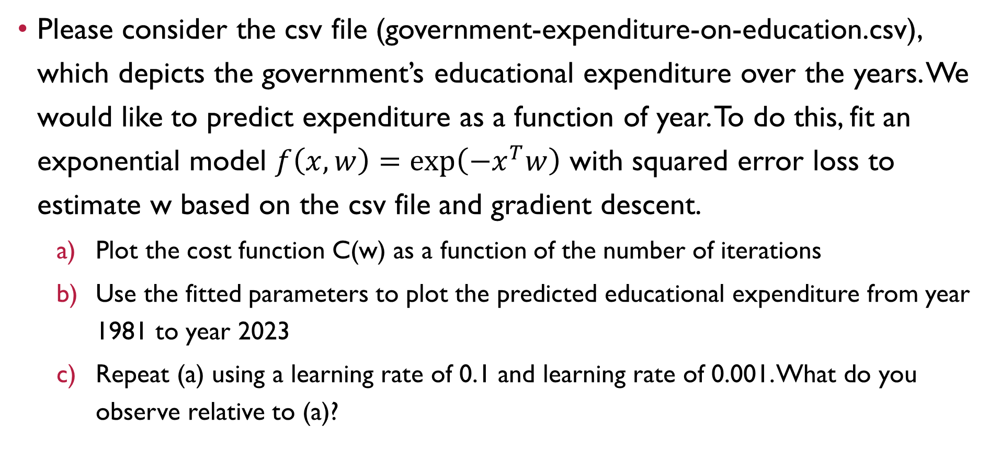 • Please consider the csv file (government-expenditure-on-education.csv),
which depicts the government’s educational expenditure over the years. We
would like to predict expenditure as a function of year. To do this, fit an
exponential model f(x, w) = exp(−xᵀw) with squared error loss to
estimate w based on the csv file and gradient descent.
a) Plot the cost function C(w) as a function of the number of iterations
b) Use the fitted parameters to plot the predicted educational expenditure from year
1981 to year 2023
c) Repeat (a) using a learning rate of 0.1 and learning rate of 0.001. What do you
observe relative to (a)?